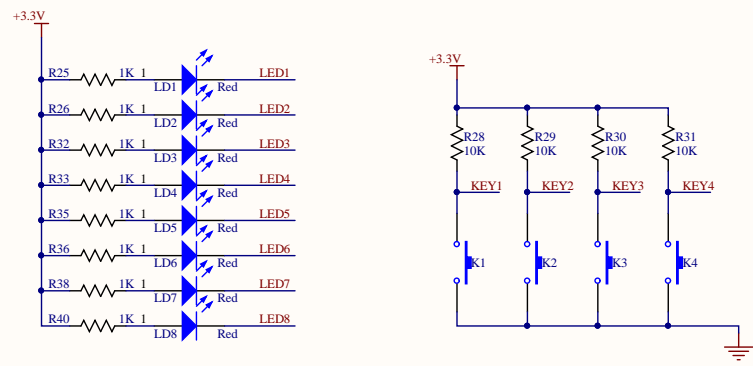 +3.3V
R25 1K 1 LD1 Red LED1
R26 1K 1 LD2 Red LED2
R32 1K 1 LD3 Red LED3
R33 1K 1 LD4 Red LED4
R35 1K 1 LD5 Red LED5
R36 1K 1 LD6 Red LED6
R38 1K 1 LD7 Red LED7
R40 1K 1 LD8 Red LED8
+3.3V
R28 R29 R30 R31
10K 10K 10K 10K
KEY1 KEY2 KEY3 KEY4
K1 K2 K3 K4